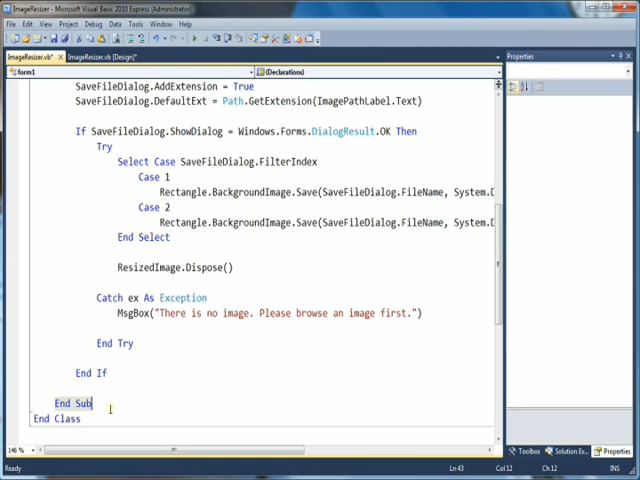 ImageResizer - Microsoft Visual Basic 2010 Express (Administrator)
File Edit View Project Debug Data Tools Window Help
ImageResizer.vb* ImageResizer.vb [Design]*
Properties
form1 (Declarations)
SaveFileDialog.AddExtension = True
SaveFileDialog.DefaultExt = Path.GetExtension(ImagePathLabel.Text)
If SaveFileDialog.ShowDialog = Windows.Forms.DialogResult.OK Then
Try
Select Case SaveFileDialog.FilterIndex
Case 1
Rectangle.BackgroundImage.Save(SaveFileDialog.FileName, System.D
Case 2
Rectangle.BackgroundImage.Save(SaveFileDialog.FileName, System.D
End Select
ResizedImage.Dispose()
Catch ex As Exception
MsgBox("There is no image. Please browse an image first.")
End Try
End If
End Sub
End Class
146 %
Toolbox Solution Ex... Properties
Ready Ln 43 Col 12 Ch 12 INS